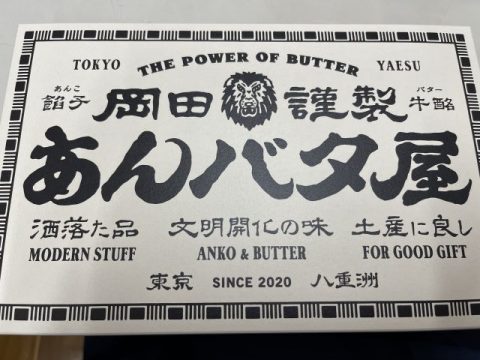 TOKYO THE POWER OF BUTTER YAESU
あんこ バター
餡子 岡田 謹製 牛酪
あんバタ屋
洒落た品 文明開化の味 土産に良し
MODERN STUFF ANKO & BUTTER FOR GOOD GIFT
東京 SINCE 2020 八重洲